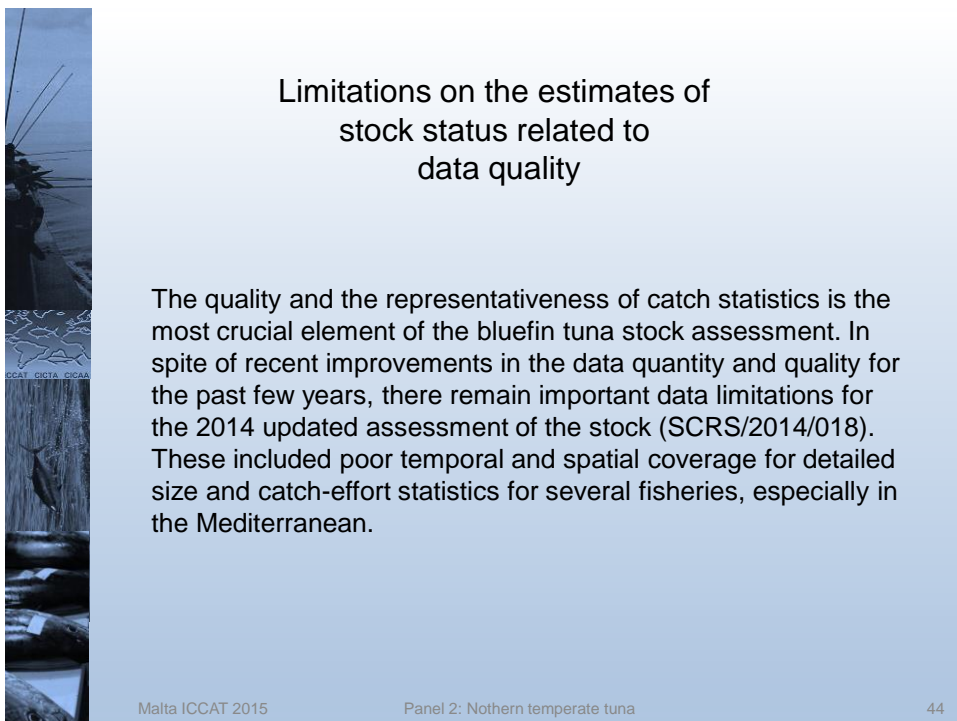 Limitations on the estimates of
stock status related to
data quality
The quality and the representativeness of catch statistics is the
most crucial element of the bluefin tuna stock assessment. In
spite of recent improvements in the data quantity and quality for
the past few years, there remain important data limitations for
the 2014 updated assessment of the stock (SCRS/2014/018).
These included poor temporal and spatial coverage for detailed
size and catch-effort statistics for several fisheries, especially in
the Mediterranean.
ICCAT CICTA CICAA
Malta ICCAT 2015 Panel 2: Nothern temperate tuna 44